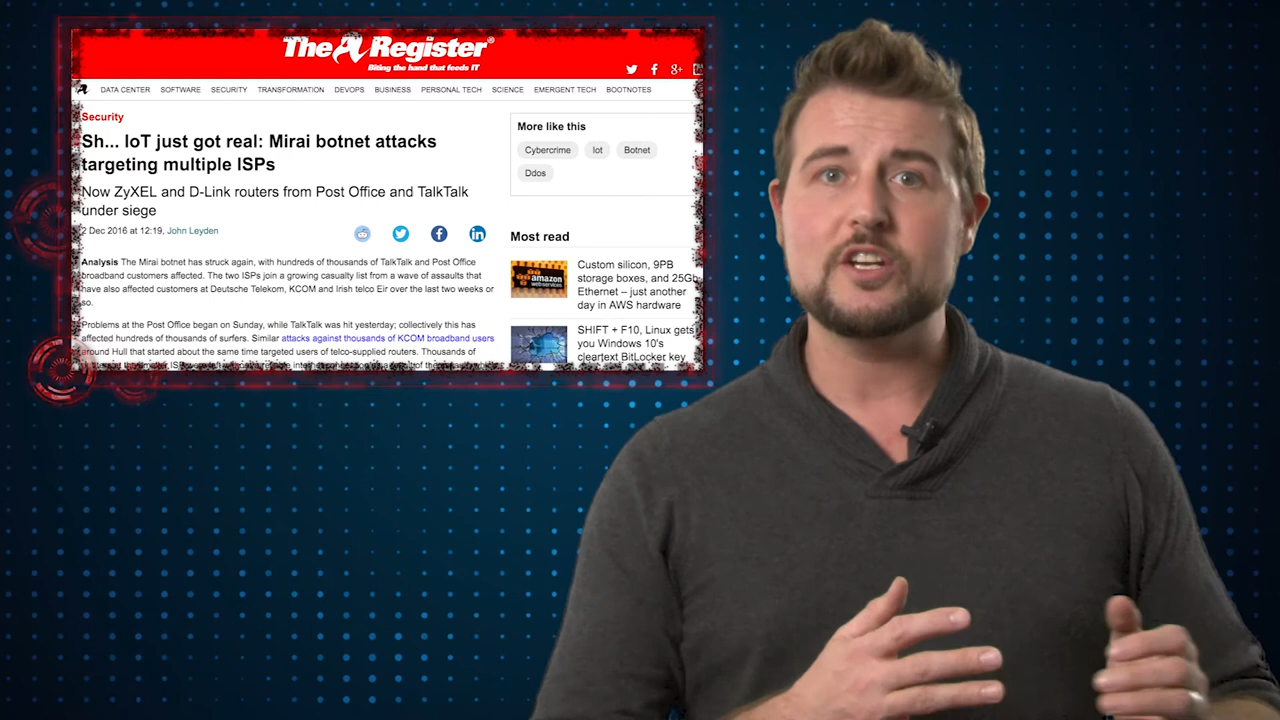 The Register®
Biting the hand that feeds IT
DATA CENTER SOFTWARE SECURITY TRANSFORMATION DEVOPS BUSINESS PERSONAL TECH SCIENCE EMERGENT TECH BOOTNOTES
Security
Sh... IoT just got real: Mirai botnet attacks
targeting multiple ISPs
Now ZyXEL and D-Link routers from Post Office and TalkTalk
under siege
2 Dec 2016 at 12:19, John Leyden
Analysis The Mirai botnet has struck again, with hundreds of thousands of TalkTalk and Post Office
broadband customers affected. The two ISPs join a growing casualty list from a wave of assaults that
have also affected customers at Deutsche Telekom, KCOM and Irish telco Eir over the last two weeks or
so.
Problems at the Post Office began on Sunday, while TalkTalk was hit yesterday; collectively this has
affected hundreds of thousands of surfers. Similar attacks against thousands of KCOM broadband users
around Hull that started about the same time targeted users of telco-supplied routers. Thousands of
More like this
Cybercrime Iot Botnet
Ddos
Most read
amazon
webservices
Custom silicon, 9PB
storage boxes, and 25Gb
Ethernet – just another
day in AWS hardware
SHIFT + F10, Linux gets
you Windows 10's
cleartext BitLocker key